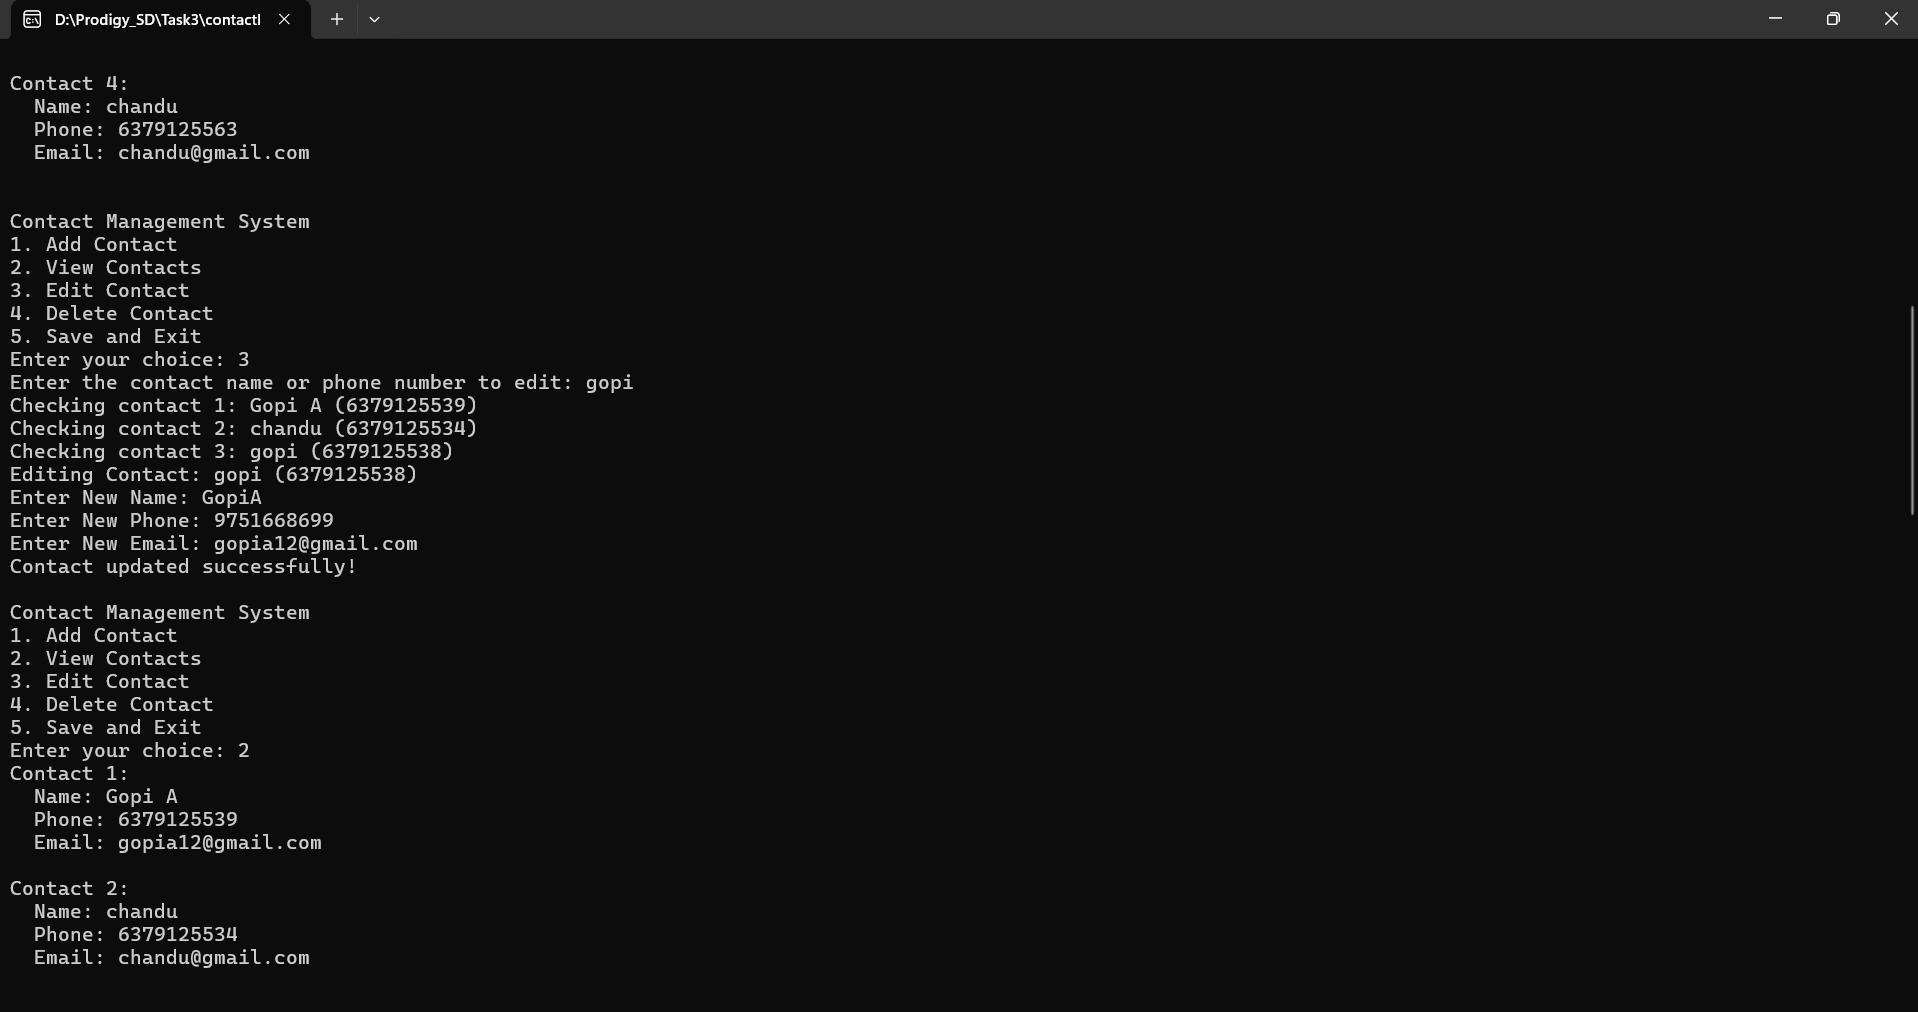 D:\Prodigy_SD\Task3\contactl
Contact 4:
  Name: chandu
  Phone: 6379125563
  Email: chandu@gmail.com
Contact Management System
1. Add Contact
2. View Contacts
3. Edit Contact
4. Delete Contact
5. Save and Exit
Enter your choice: 3
Enter the contact name or phone number to edit: gopi
Checking contact 1: Gopi A (6379125539)
Checking contact 2: chandu (6379125534)
Checking contact 3: gopi (6379125538)
Editing Contact: gopi (6379125538)
Enter New Name: GopiA
Enter New Phone: 9751668699
Enter New Email: gopia12@gmail.com
Contact updated successfully!
Contact Management System
1. Add Contact
2. View Contacts
3. Edit Contact
4. Delete Contact
5. Save and Exit
Enter your choice: 2
Contact 1:
  Name: Gopi A
  Phone: 6379125539
  Email: gopia12@gmail.com
Contact 2:
  Name: chandu
  Phone: 6379125534
  Email: chandu@gmail.com